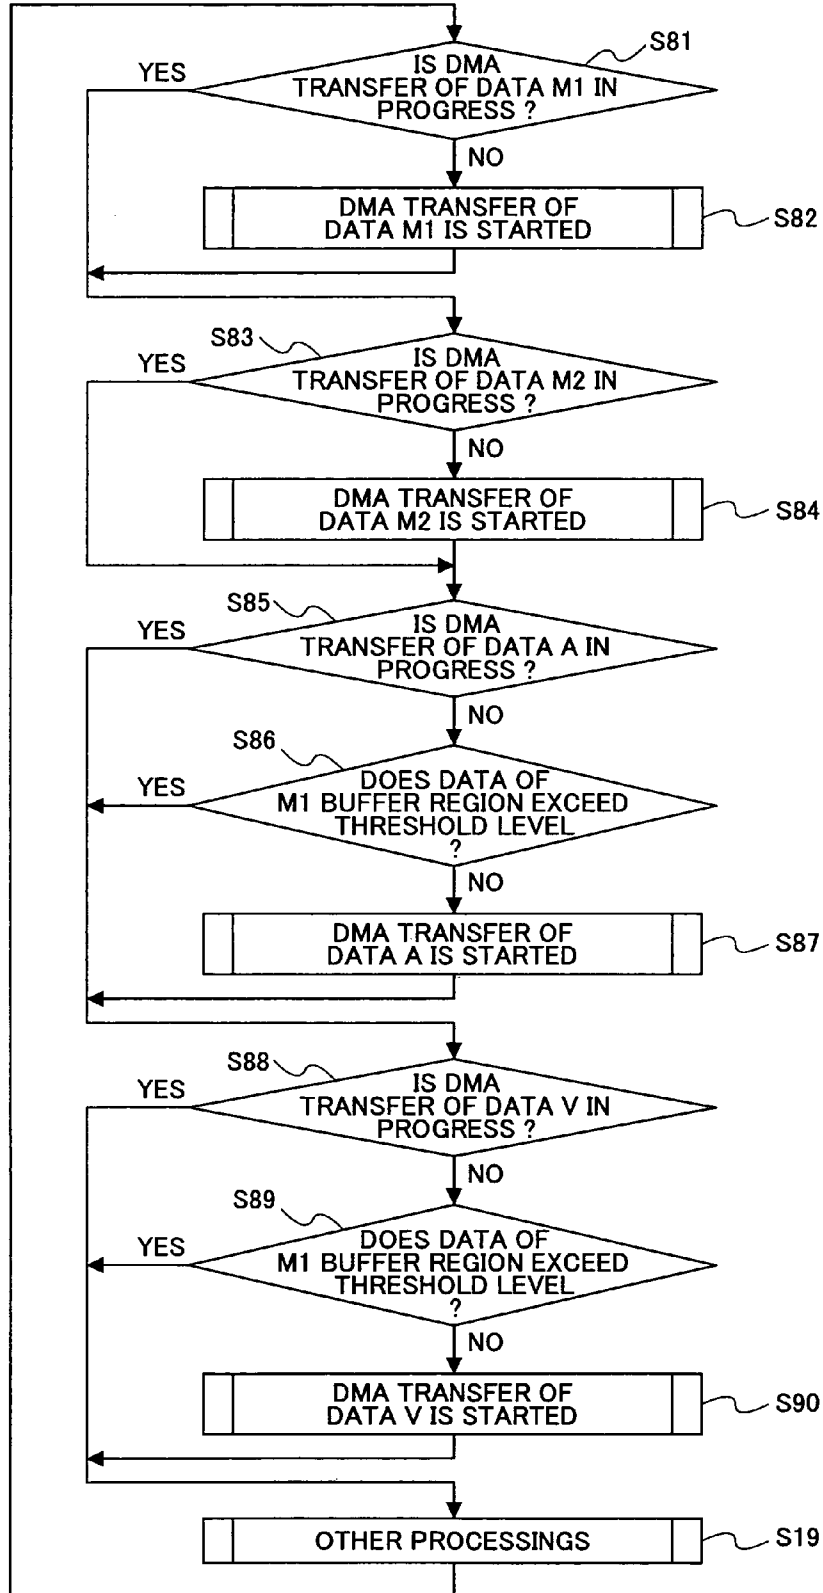 S81
YES
IS DMA
TRANSFER OF DATA M1 IN
PROGRESS ?
NO
DMA TRANSFER OF
DATA M1 IS STARTED
S82
S83
YES
IS DMA
TRANSFER OF DATA M2 IN
PROGRESS ?
NO
DMA TRANSFER OF
DATA M2 IS STARTED
S84
S85
YES
IS DMA
TRANSFER OF DATA A IN
PROGRESS ?
NO
S86
YES
DOES DATA OF
M1 BUFFER REGION EXCEED
THRESHOLD LEVEL
?
NO
DMA TRANSFER OF
DATA A IS STARTED
S87
S88
YES
IS DMA
TRANSFER OF DATA V IN
PROGRESS ?
NO
S89
YES
DOES DATA OF
M1 BUFFER REGION EXCEED
THRESHOLD LEVEL
?
NO
DMA TRANSFER OF
DATA V IS STARTED
S90
OTHER PROCESSINGS
S19